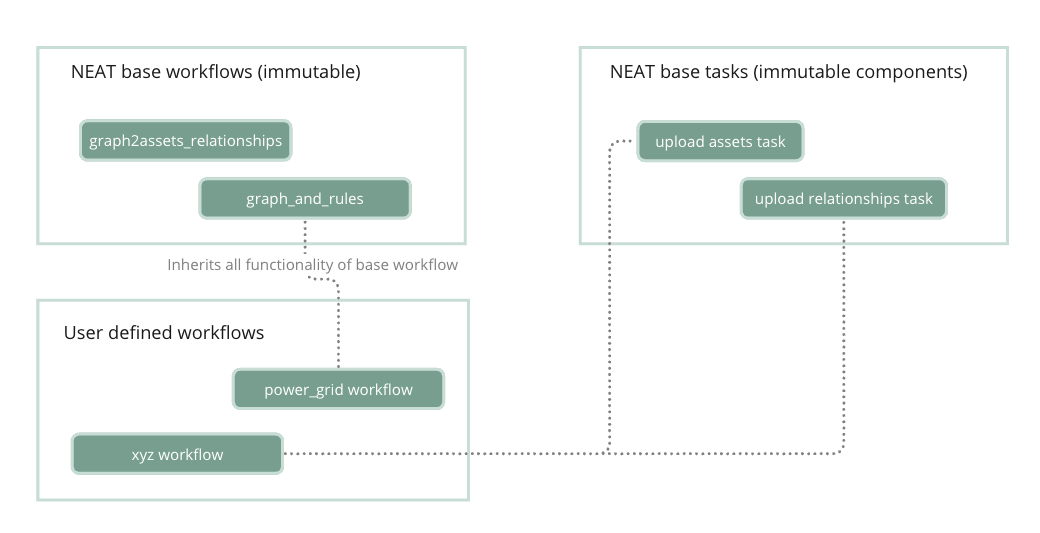 NEAT base workflows (immutable)
graph2assets_relationships
graph_and_rules
Inherits all functionality of base workflow
User defined workflows
power_grid workflow
xyz workflow
NEAT base tasks (immutable components)
upload assets task
upload relationships task